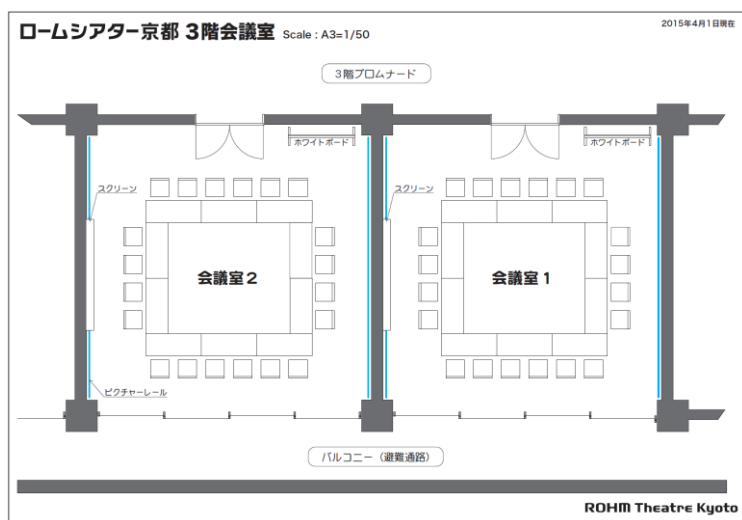 ロームシアター京都 3階会議室 Scale : A3=1/50
2015年4月1日現在
3階プロムナード
ホワイトボード
ホワイトボード
スクリーン
スクリーン
会議室2
会議室1
ピクチャーレール
バルコニー（避難通路）
ROHM Theatre Kyoto